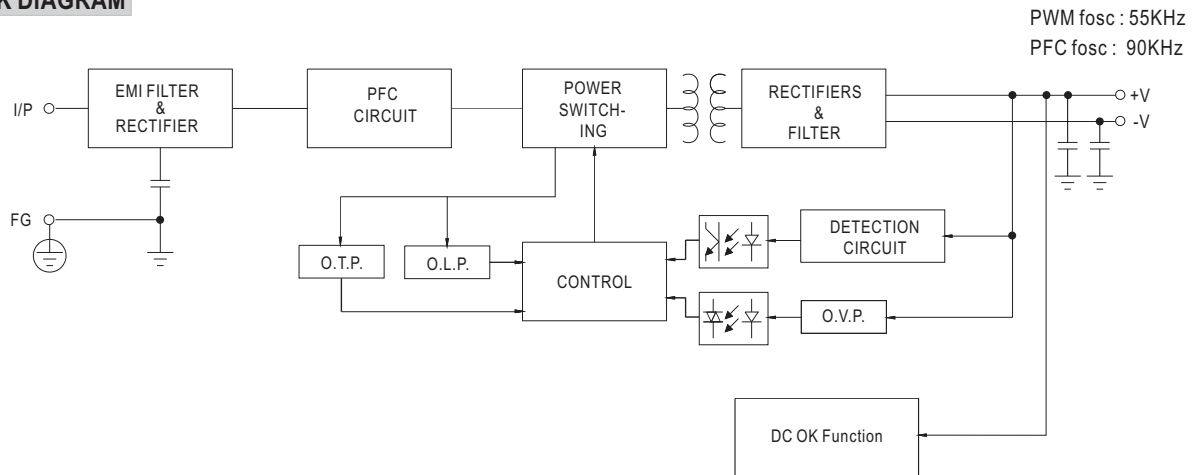 K DIAGRAM
PWM fosc : 55KHz
PFC fosc : 90KHz
I/P
EMI FILTER
&
RECTIFIER
PFC
CIRCUIT
POWER
SWITCH-
ING
RECTIFIERS
&
FILTER
+V
-V
FG
O.T.P.
O.L.P.
CONTROL
DETECTION
CIRCUIT
O.V.P.
DC OK Function